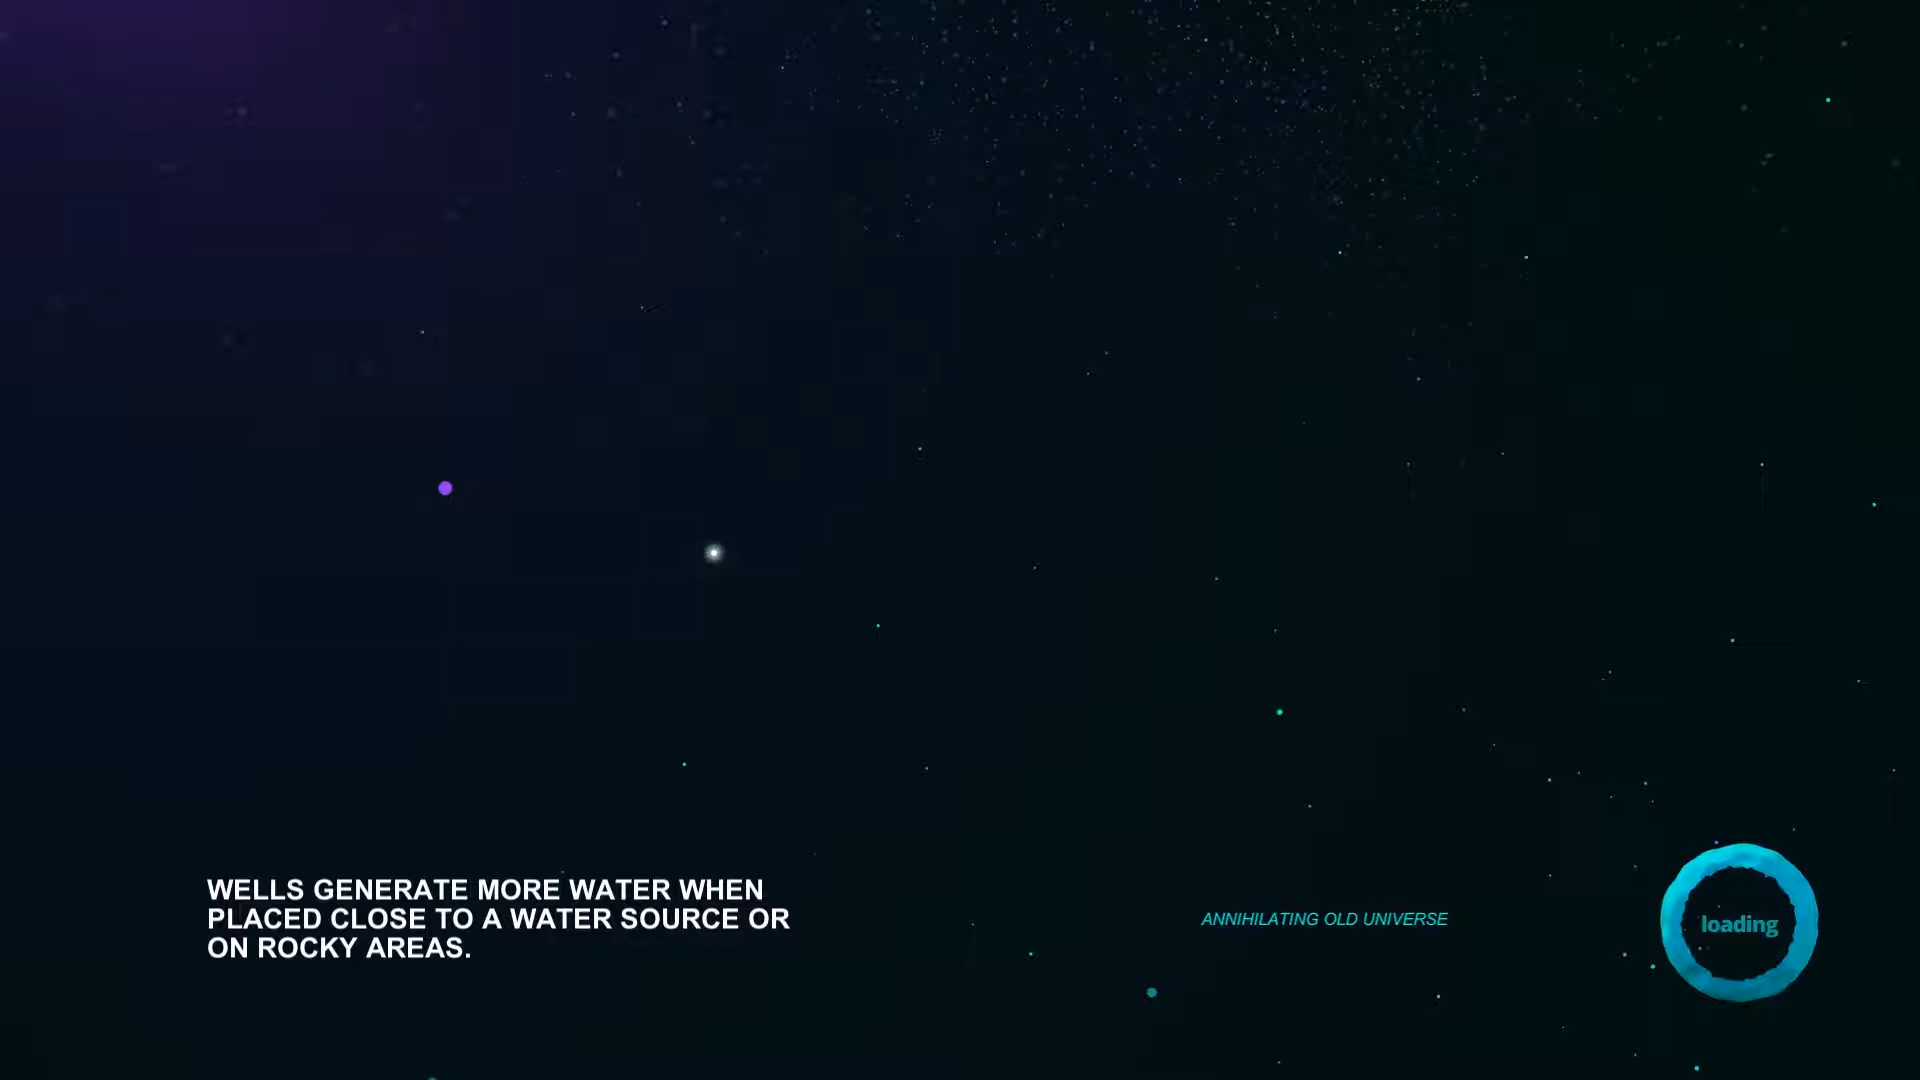 WELLS GENERATE MORE WATER WHEN
PLACED CLOSE TO A WATER SOURCE OR
ON ROCKY AREAS.
ANNIHILATING OLD UNIVERSE
loading